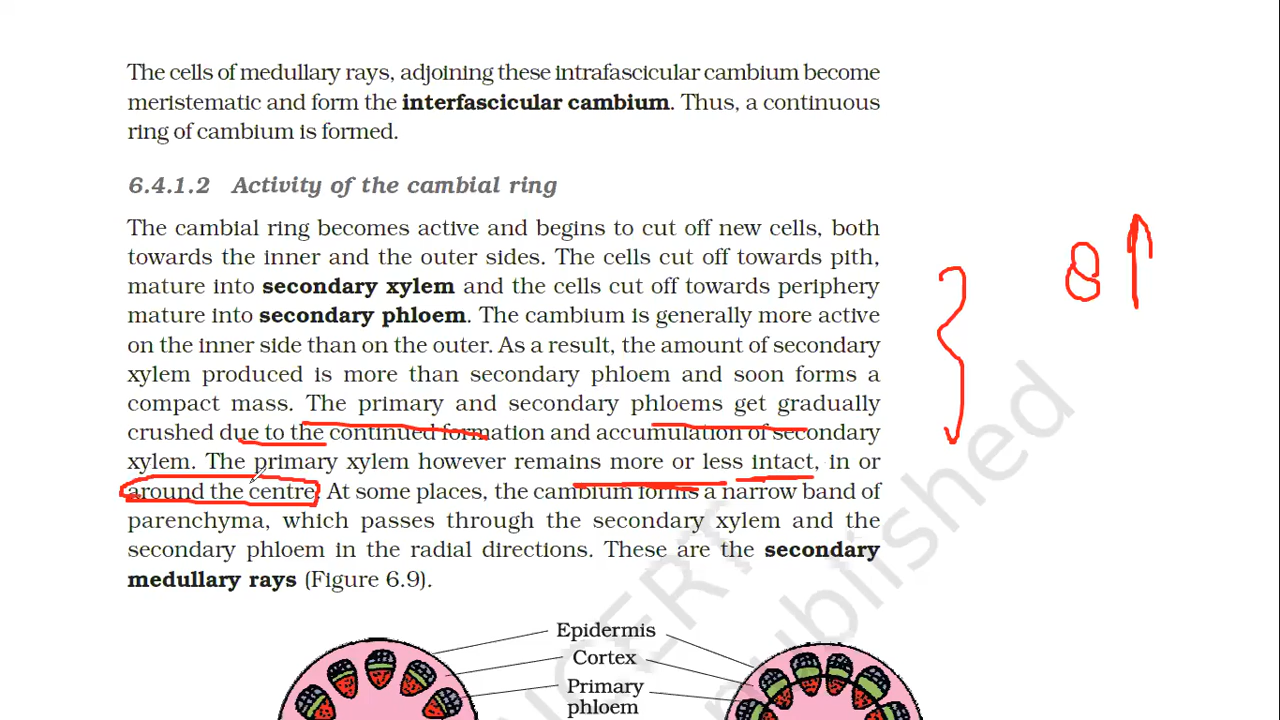 The cells of medullary rays, adjoining these intrafascicular cambium become
meristematic and form the interfascicular cambium. Thus, a continuous
ring of cambium is formed.
6.4.1.2 Activity of the cambial ring
The cambial ring becomes active and begins to cut off new cells, both
towards the inner and the outer sides. The cells cut off towards pith,
mature into secondary xylem and the cells cut off towards periphery
mature into secondary phloem. The cambium is generally more active
on the inner side than on the outer. As a result, the amount of secondary
xylem produced is more than secondary phloem and soon forms a
compact mass. The primary and secondary phloems get gradually
crushed due to the continued formation and accumulation of secondary
xylem. The primary xylem however remains more or less intact, in or
around the centre. At some places, the cambium forms a narrow band of
parenchyma, which passes through the secondary xylem and the
secondary phloem in the radial directions. These are the secondary
medullary rays (Figure 6.9).
8↑
Epidermis
Cortex
Primary
phloem